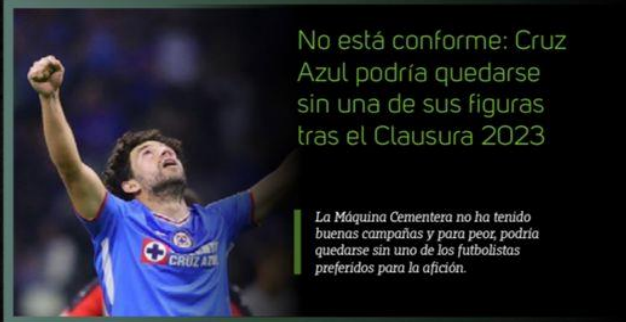 No está conforme: Cruz
Azul podría quedarse
sin una de sus figuras
tras el Clausura 2023
La Máquina Cementera no ha tenido
buenas campañas y para peor, podría
quedarse sin uno de los futbolistas
preferidos para la afición.
CRUZ AZUL